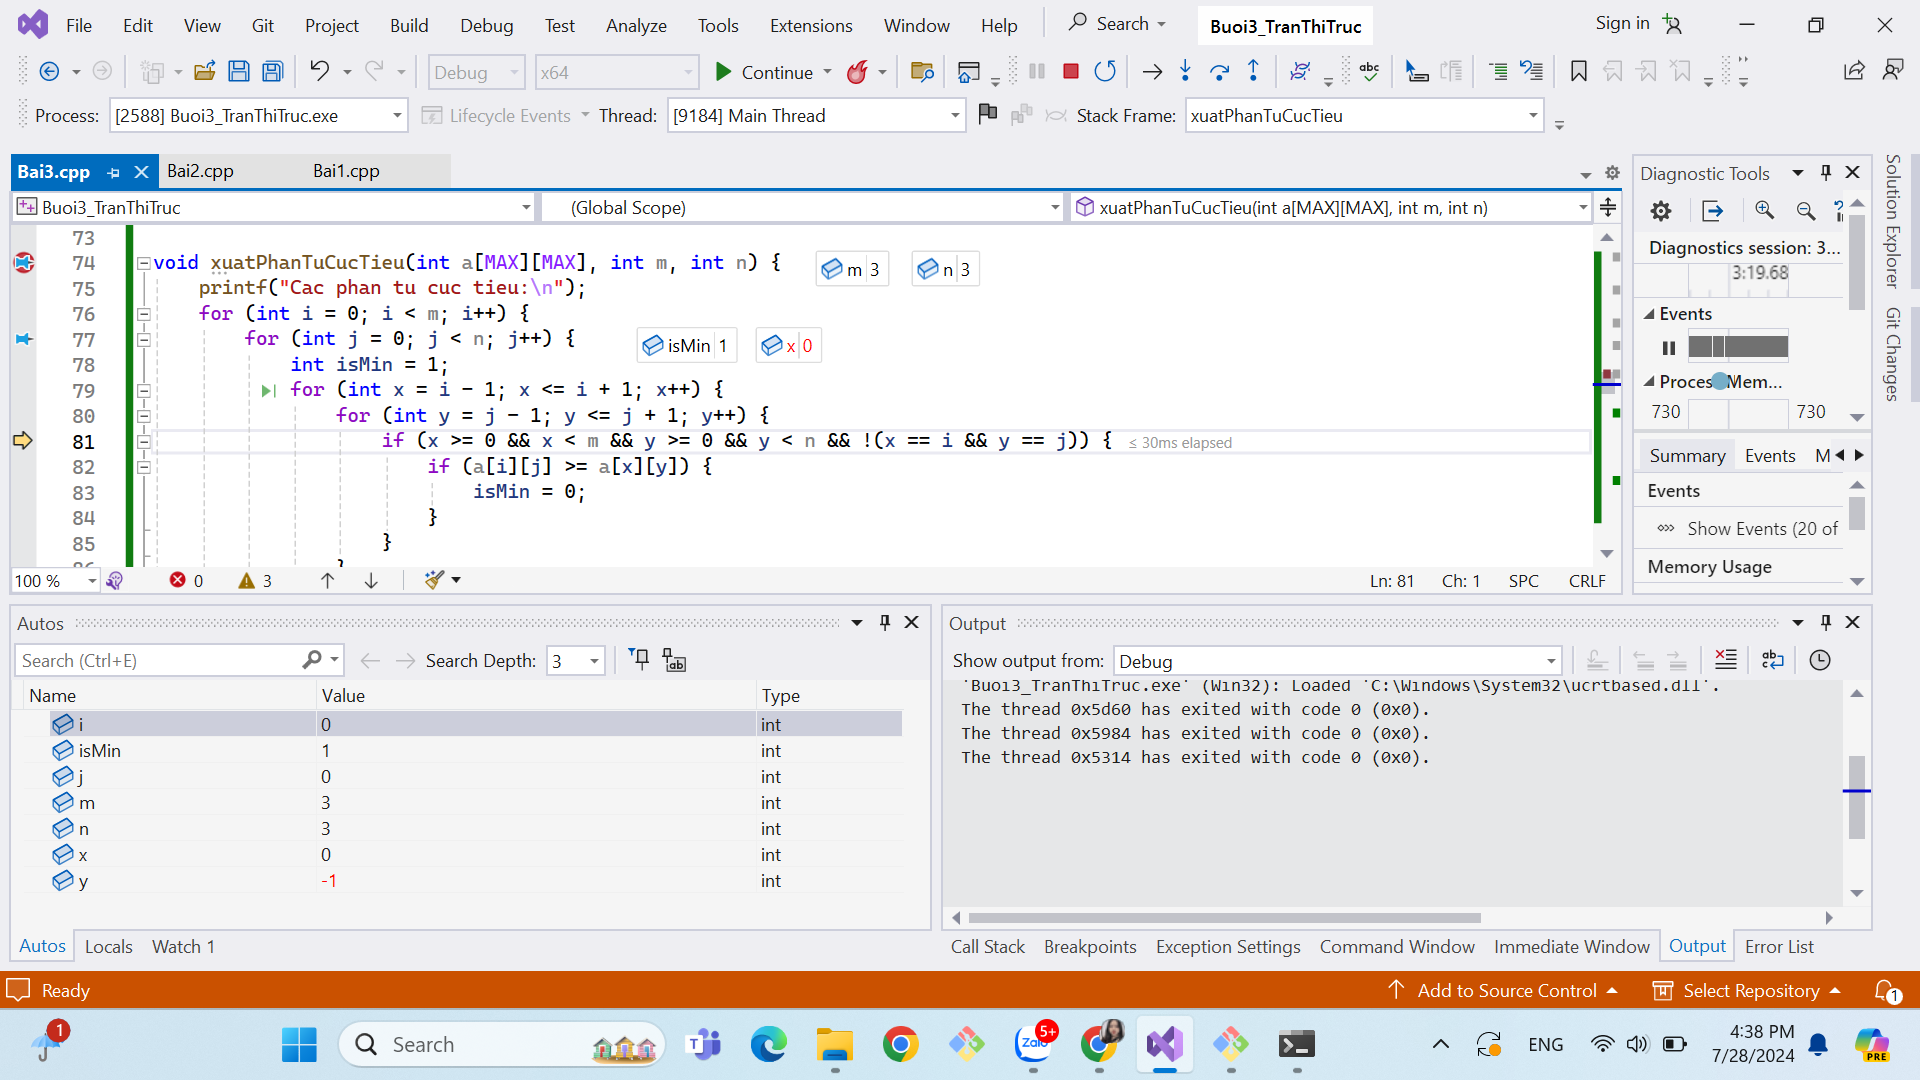 File Edit View Git Project Build Debug Test Analyze Tools Extensions Window Help Search Buoi3_TranThiTruc Sign in
Debug x64 Continue
Process: [2588] Buoi3_TranThiTruc.exe Lifecycle Events Thread: [9184] Main Thread Stack Frame: xuatPhanTuCucTieu
Bai3.cpp Bai2.cpp Bai1.cpp
Buoi3_TranThiTruc (Global Scope) xuatPhanTuCucTieu(int a[MAX][MAX], int m, int n)
73
74 void xuatPhanTuCucTieu(int a[MAX][MAX], int m, int n) { m 3 n 3
75 printf("Cac phan tu cuc tieu:\n");
76 for (int i = 0; i < m; i++) {
77 for (int j = 0; j < n; j++) { isMin 1 x 0
78 int isMin = 1;
79 for (int x = i - 1; x <= i + 1; x++) {
80 for (int y = j - 1; y <= j + 1; y++) {
81 if (x >= 0 && x < m && y >= 0 && y < n && !(x == i && y == j)) { ≤ 30ms elapsed
82 if (a[i][j] >= a[x][y]) {
83 isMin = 0;
84 }
85 }
100 % 0 3 Ln: 81 Ch: 1 SPC CRLF
Diagnostic Tools
Diagnostics session: 3...
3:19.68
Events
Proces Mem...
730 730
Summary Events M
Events
Show Events (20 of
Memory Usage
Solution Explorer
Git Changes
Autos
Search (Ctrl+E) Search Depth: 3
Name Value Type
i 0 int
isMin 1 int
j 0 int
m 3 int
n 3 int
x 0 int
y -1 int
Autos Locals Watch 1
Output
Show output from: Debug
'Buoi3_TranThiTruc.exe' (Win32): Loaded 'C:\Windows\System32\ucrtbased.dll'.
The thread 0x5d60 has exited with code 0 (0x0).
The thread 0x5984 has exited with code 0 (0x0).
The thread 0x5314 has exited with code 0 (0x0).
Call Stack Breakpoints Exception Settings Command Window Immediate Window Output Error List
Ready Add to Source Control Select Repository 1
1 Search Zalo 5+ ENG 4:38 PM
7/28/2024
PRE